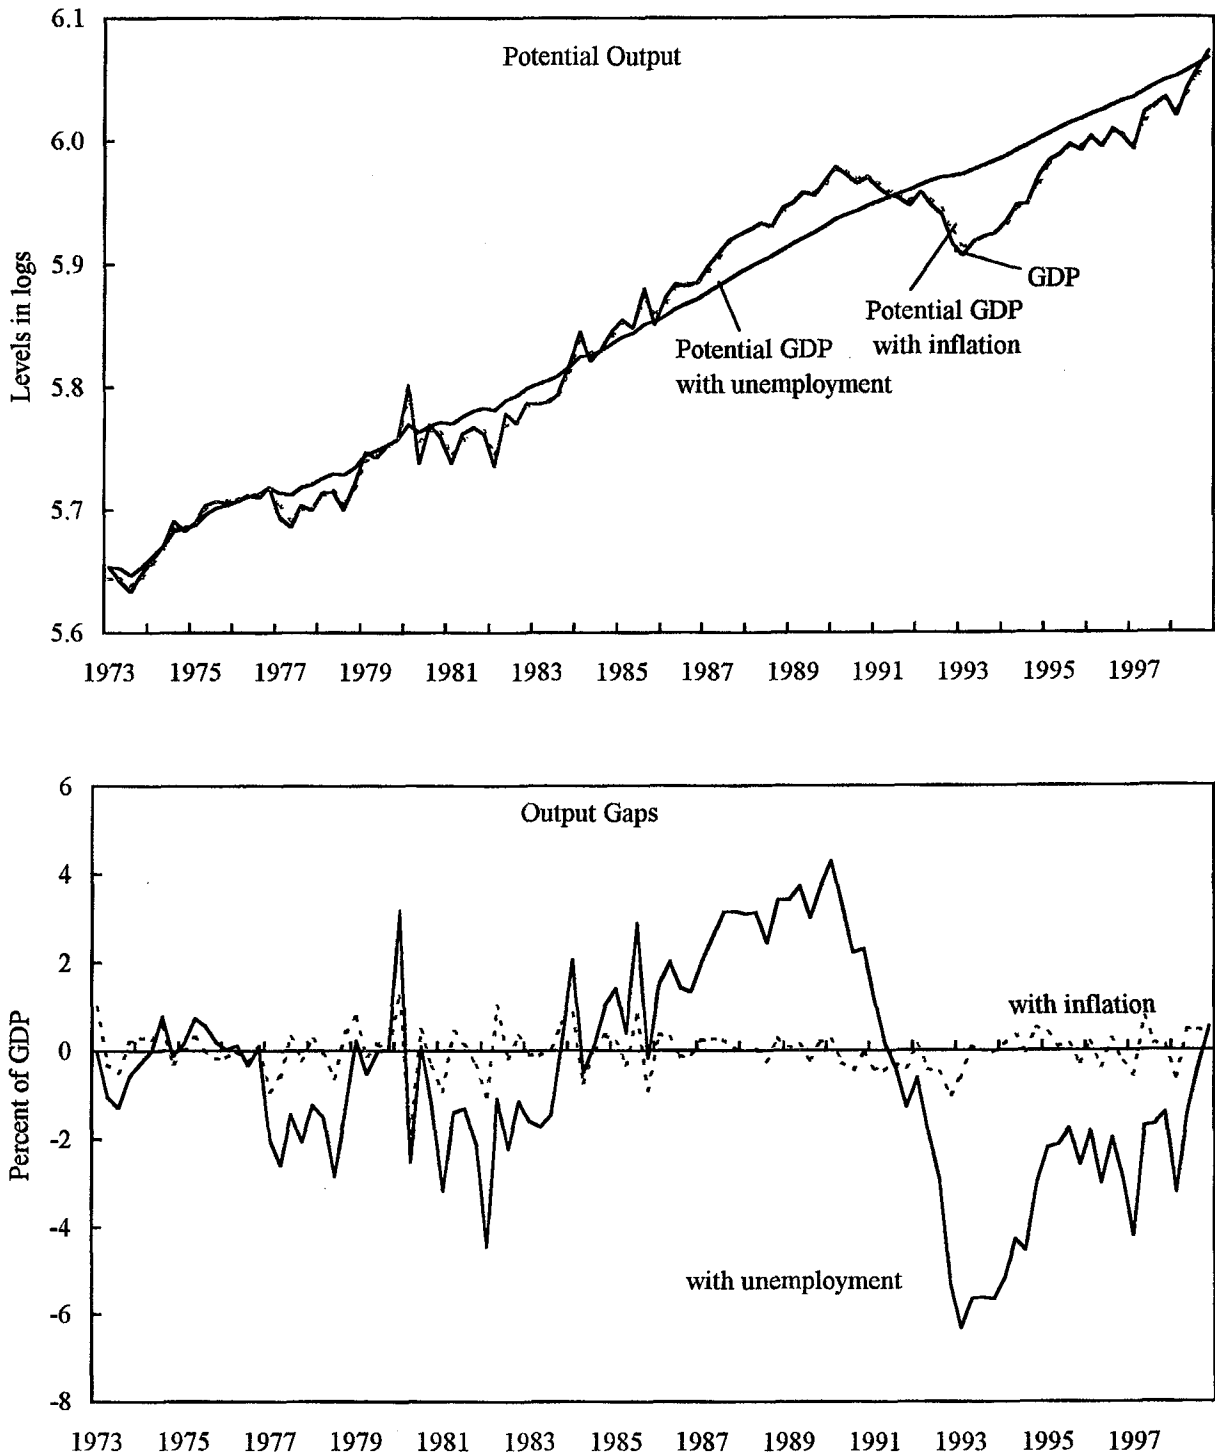 6.1
Potential Output
6.0
5.9
5.8
5.7
5.6
Levels in logs
GDP
Potential GDP
with inflation
Potential GDP
with unemployment
1973 1975 1977 1979 1981 1983 1985 1987 1989 1991 1993 1995 1997
6
Output Gaps
4
2
0
-2
-4
-6
-8
Percent of GDP
with inflation
with unemployment
1973 1975 1977 1979 1981 1983 1985 1987 1989 1991 1993 1995 1997